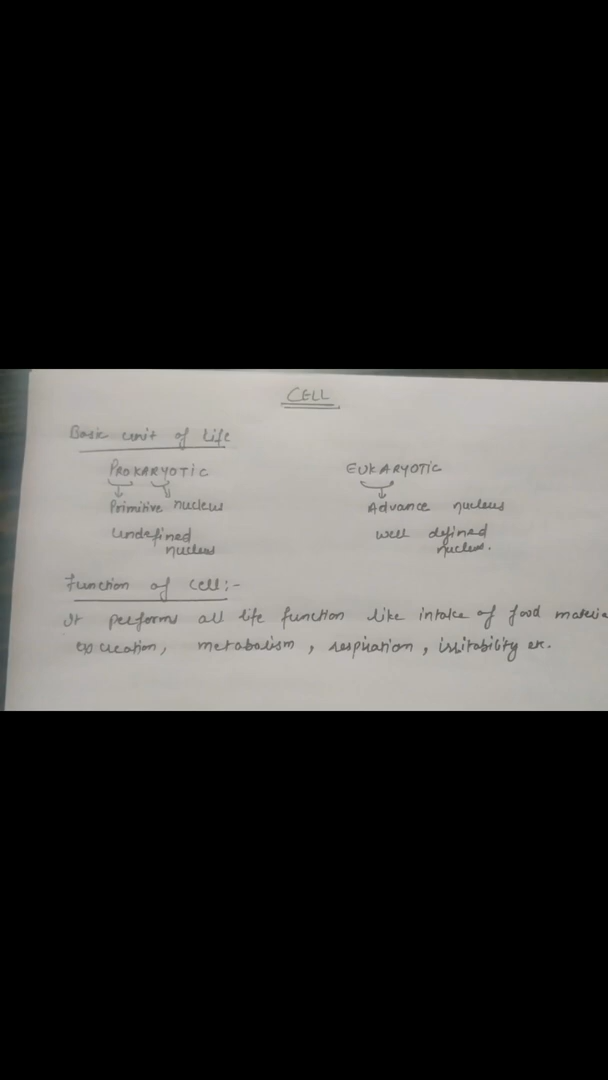 CELL
Basic unit of life
PROKARYOTIC EUKARYOTIC
Primitive nucleus Advance nucleus
undefined nucleus well defined nucleus.
Function of cell:-
It performs all life function like intake of food materia
excreation, metabolism, respiration, irritability etc.